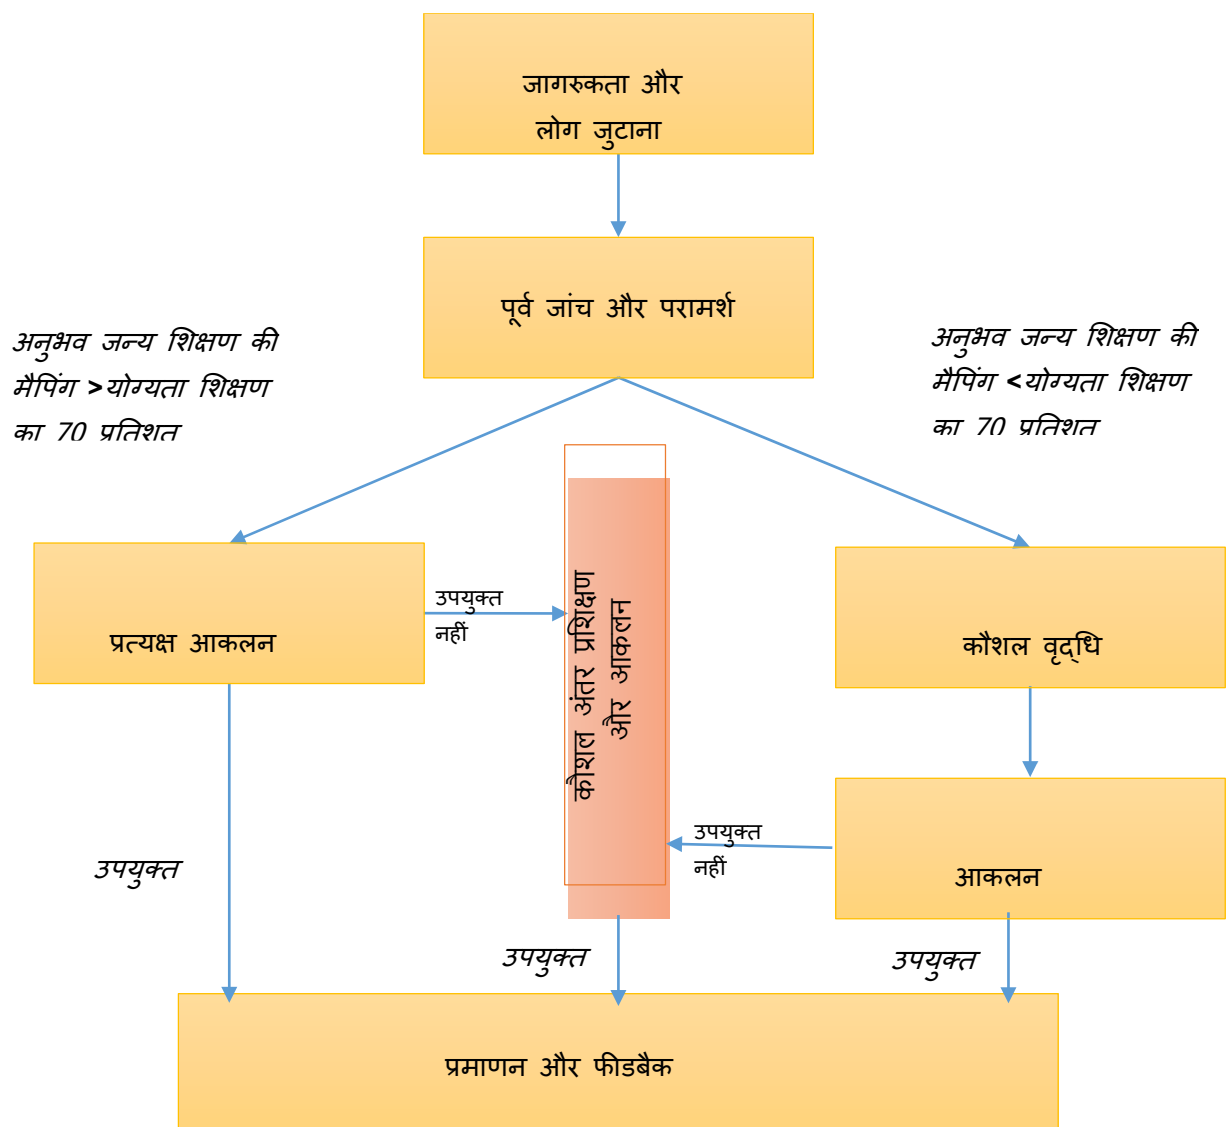 जागरुकता और
लोग जुटाना
पूर्व जांच और परामर्श
अनुभव जन्य शिक्षण की
मैपिंग >योग्यता शिक्षण
का 70 प्रतिशत
अनुभव जन्य शिक्षण की
मैपिंग <योग्यता शिक्षण
का 70 प्रतिशत
प्रत्यक्ष आकलन
उपयुक्त
नहीं
कौशल अंतर प्रशिक्षण
और आकलन
कौशल वृद्धि
उपयुक्त
नहीं
आकलन
उपयुक्त
उपयुक्त
उपयुक्त
प्रमाणन और फीडबैक